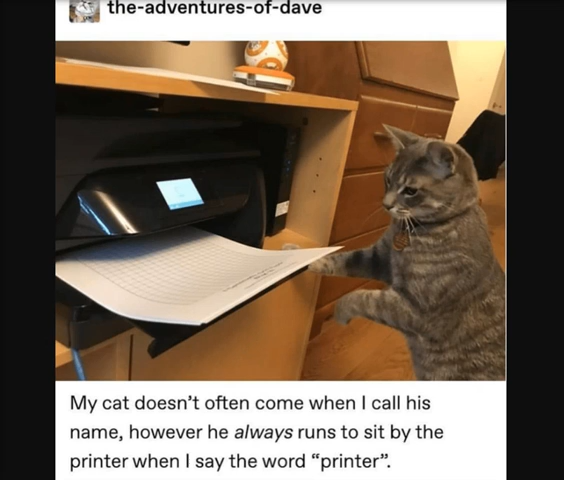 the-adventures-of-dave
My cat doesn't often come when I call his
name, however he always runs to sit by the
printer when I say the word “printer”.